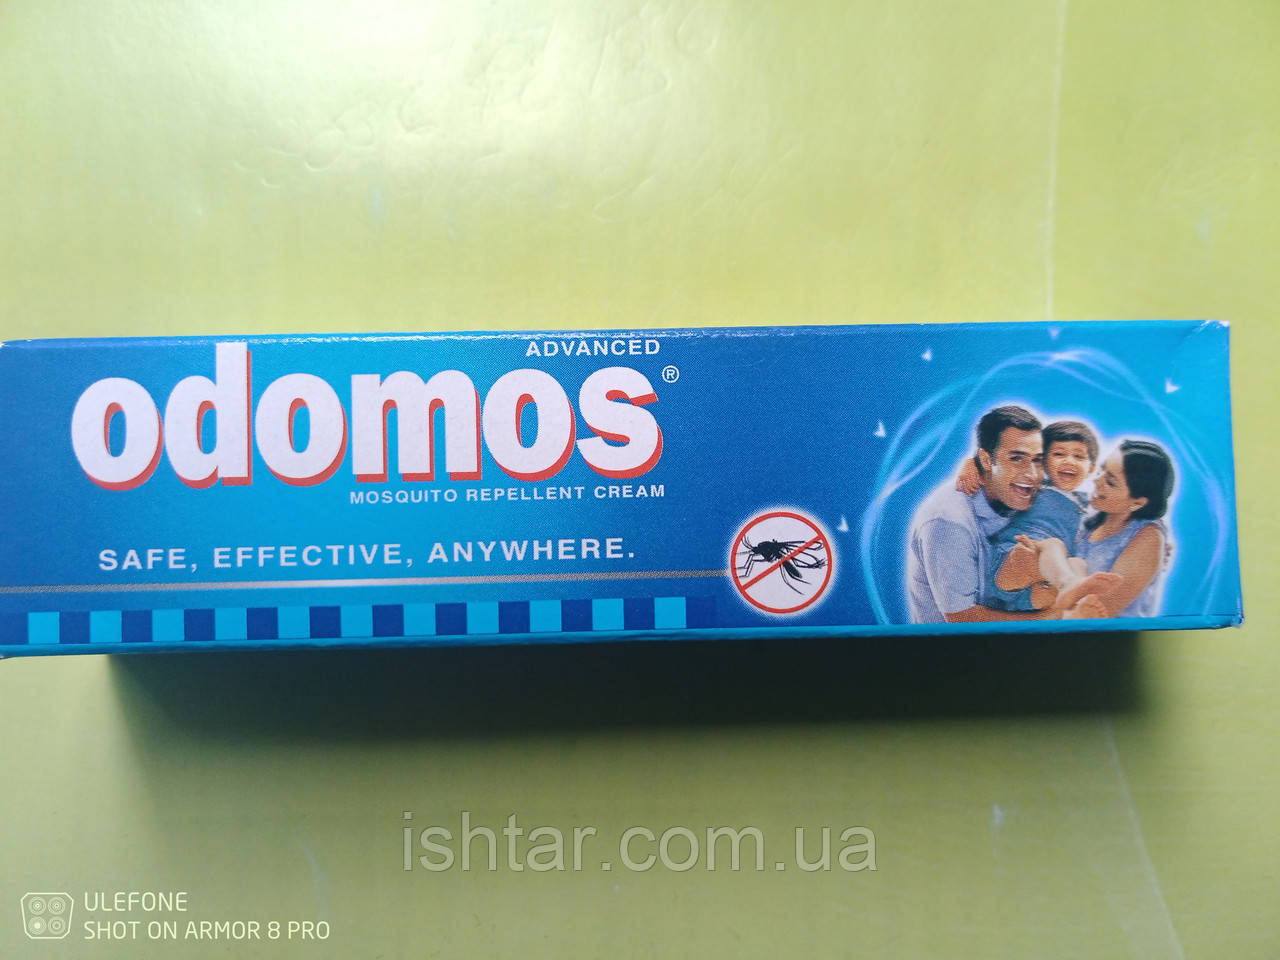 ADVANCED
odomos®
MOSQUITO REPELLENT CREAM
SAFE, EFFECTIVE, ANYWHERE.
ishtar.com.ua
ULEFONE
SHOT ON ARMOR 8 PRO